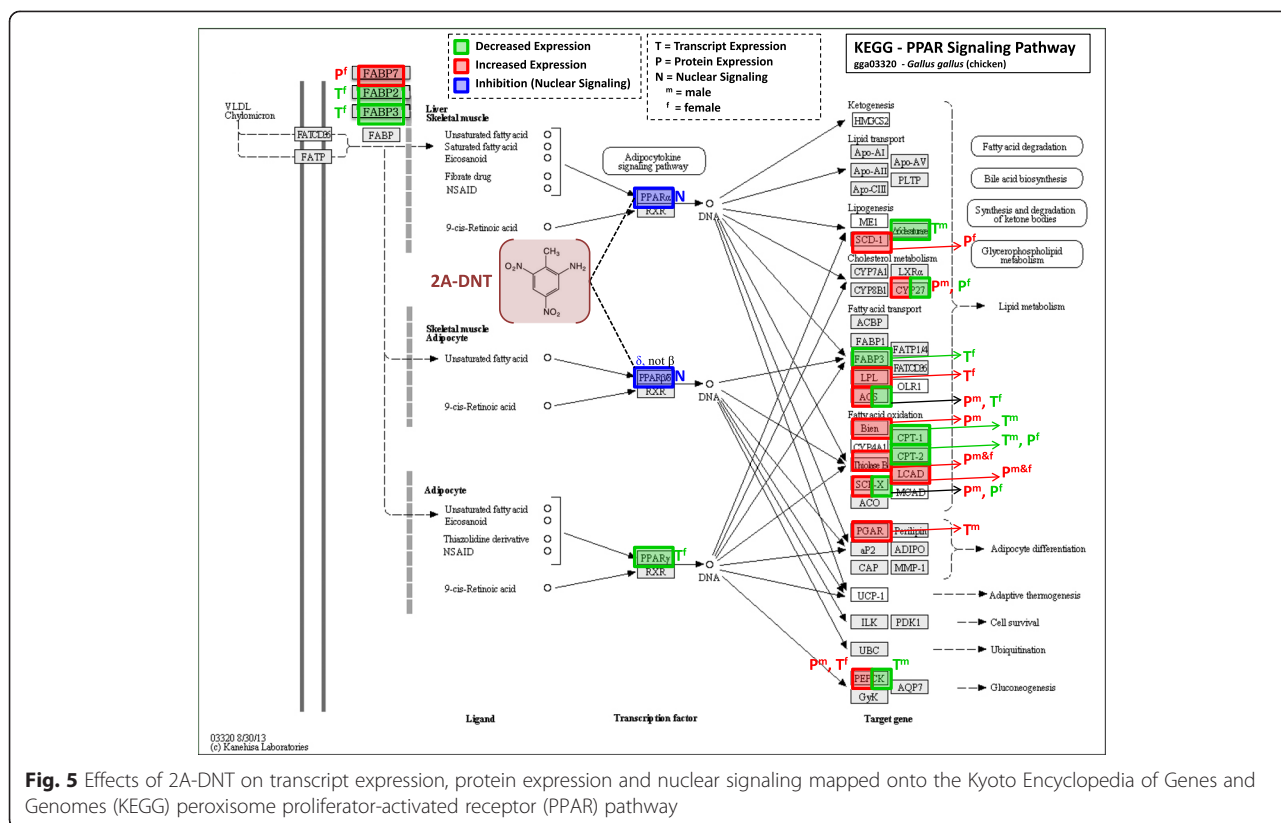 Decreased Expression
Increased Expression
Inhibition (Nuclear Signaling)
T = Transcript Expression
P = Protein Expression
N = Nuclear Signaling
m = male
f = female
KEGG - PPAR Signaling Pathway
gga03320 - Gallus gallus (chicken)
Pf FABP7
Tf FABP2
Tf FABP3
FABP
VLDL
Chylomicron
FATP
Liver
Skeletal muscle
Unsaturated fatty acid
Saturated fatty acid
Eicosanoid
Fibrate drug
NSAID
9-cis-Retinoic acid
Adipocytokine
signaling pathway
PPARα N
RXR
DNA
2A-DNT
CH3
O2N
NH2
NO2
Skeletal muscle
Adipocyte
Unsaturated fatty acid
9-cis-Retinoic acid
δ, not β
PPARβ/δ N
RXR
DNA
Adipocyte
Unsaturated fatty acid
Eicosanoid
Thiazolidine derivative
NSAID
9-cis-Retinoic acid
PPARγ Tf
RXR
DNA
Ketogenesis
HMGCS2
Lipid transport
Apo-AI
Apo-AV
Apo-AII
PLTP
Apo-CIII
Lipogenesis
ME1
Tm
SCD-1
Pf
Cholesterol metabolism
CYP7A1 LXRα
CYP8B1 CYP27 Pm, Pf
Fatty acid transport
ACBP
FABP1
FATP1/4
FABP3
Tf
LPL
Tf
OLR1
ACS
Pm, Tf
Fatty acid oxidation
Bien
Pm
CPT-1
Tm
CYP4A1
CPT-2
Tm, Pf
Thiolase B
Pm&f
LCAD
Pm&f
SCP-X
MCAD
Pm, Pf
ACO
PGAR Perilipin
Tm
aP2 ADIPO
CAP MMP-1
UCP-1
ILK PDK1
UBC
Pm, Tf Tm
PEPCK
AQP7
GyK
Fatty acid degradation
Bile acid biosynthesis
Synthesis and degradation
of ketone bodies
Glycerophospholipid
metabolism
Lipid metabolism
Adipocyte differentiation
Adaptive thermogenesis
Cell survival
Ubiquitination
Gluconeogenesis
Ligand
Transcription factor
Target gene
03320 8/30/13
(c) Kanehisa Laboratories
Fig. 5 Effects of 2A-DNT on transcript expression, protein expression and nuclear signaling mapped onto the Kyoto Encyclopedia of Genes and
Genomes (KEGG) peroxisome proliferator-activated receptor (PPAR) pathway